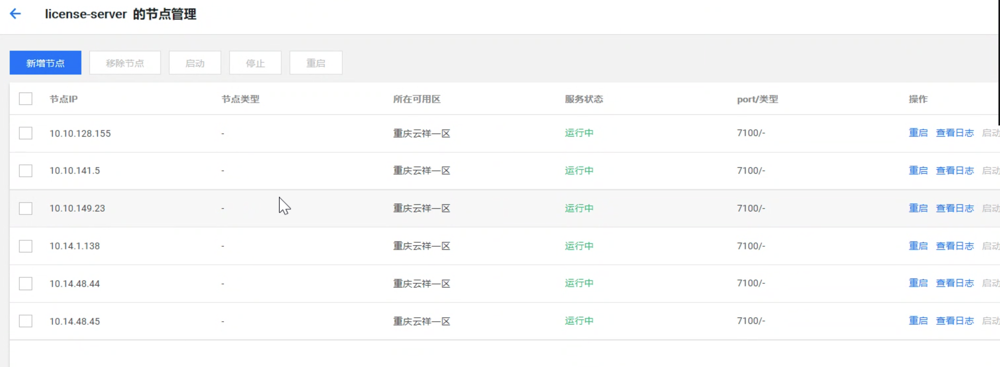 license-server 的节点管理
新增节点 移除节点 启动 停止 重启
节点IP 节点类型 所在可用区 服务状态 port/类型 操作
10.10.128.155 - 重庆云祥一区 运行中 7100/- 重启 查看日志 启动
10.10.141.5 - 重庆云祥一区 运行中 7100/- 重启 查看日志 启动
10.10.149.23 - 重庆云祥一区 运行中 7100/- 重启 查看日志 启动
10.14.1.138 - 重庆云祥一区 运行中 7100/- 重启 查看日志 启动
10.14.48.44 - 重庆云祥一区 运行中 7100/- 重启 查看日志 启动
10.14.48.45 - 重庆云祥一区 运行中 7100/- 重启 查看日志 启动